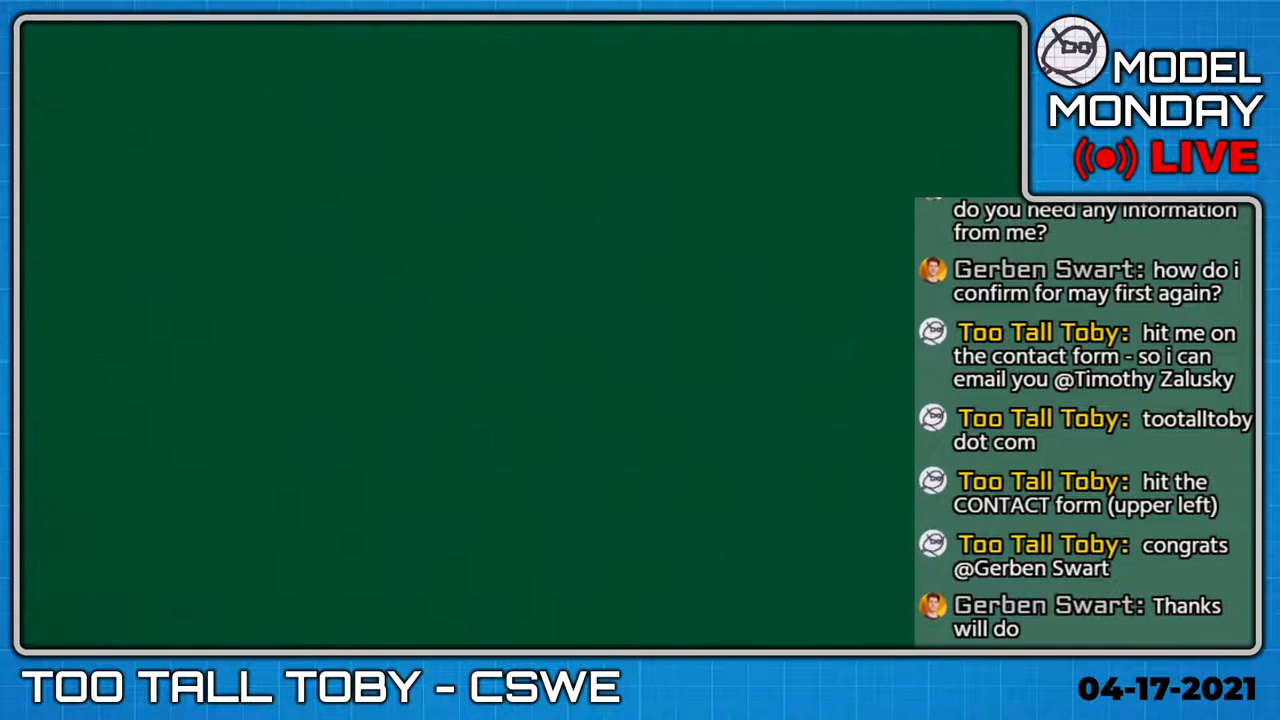 MODEL
MONDAY
LIVE
do you need any information
from me?
Gerben Swart: how do i
confirm for may first again?
Too Tall Toby: hit me on
the contact form - so i can
email you @Timothy Zalusky
Too Tall Toby: tootalltoby
dot com
Too Tall Toby: hit the
CONTACT form (upper left)
Too Tall Toby: congrats
@Gerben Swart
Gerben Swart: Thanks
will do
TOO TALL TOBY - CSWE
04-17-2021